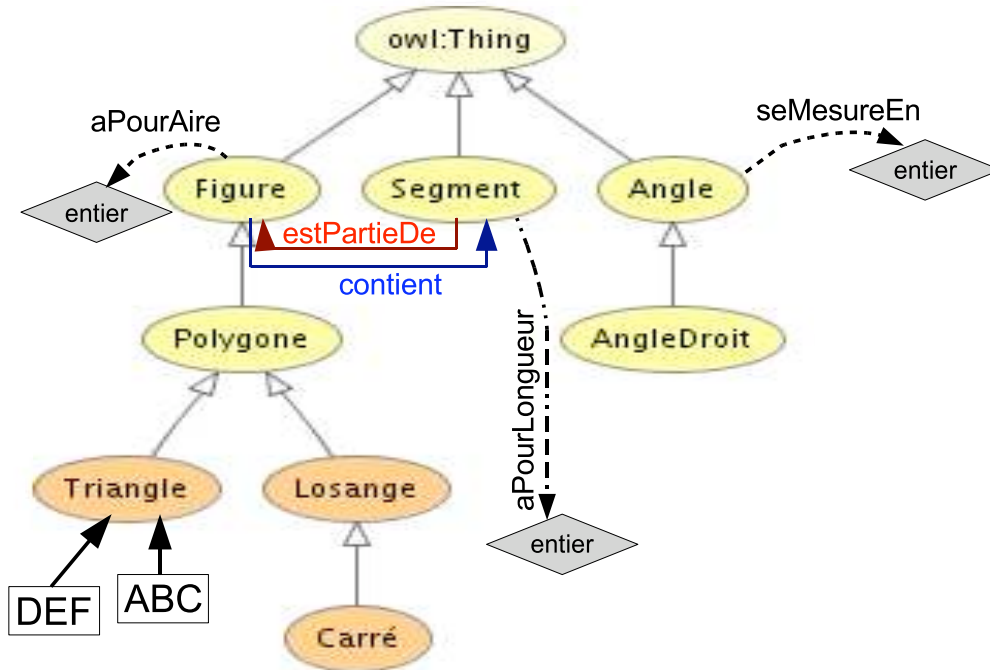 owl:Thing
aPourAire
seMesureEn
entier
Figure
Segment
Angle
entier
estPartieDe
contient
Polygone
AngleDroit
aPourLongueur
Triangle
Losange
entier
DEF
ABC
Carré